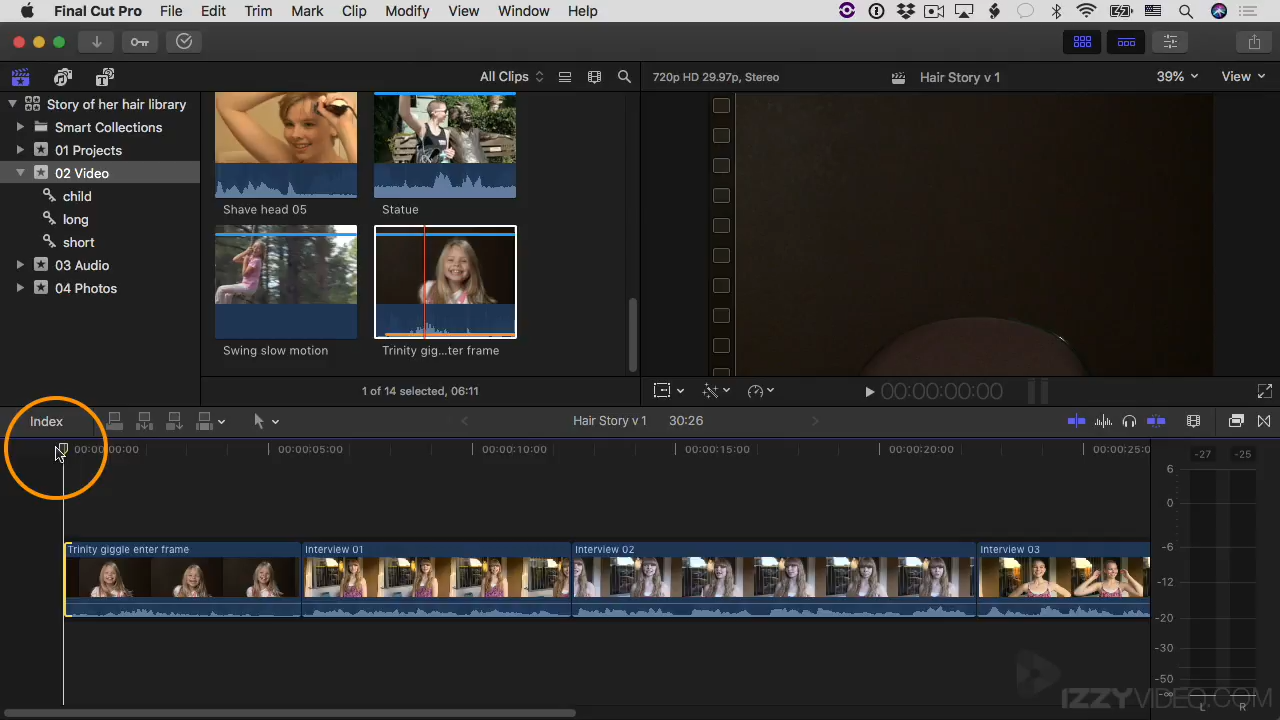 Final Cut Pro File Edit Trim Mark Clip Modify View Window Help
All Clips
720p HD 29.97p, Stereo Hair Story v 1 39% View
Story of her hair library
Smart Collections
01 Projects
02 Video
child
long
short
03 Audio
04 Photos
Shave head 05 Statue
Swing slow motion Trinity gig...ter frame
1 of 14 selected, 06:11
00:00:00:00
Index Hair Story v 1 30:26
00:00:00:00 00:00:05:00 00:00:10:00 00:00:15:00 00:00:20:00 00:00:25:0
-27 -25
6
0
-6
-12
-20
-30
-50
-∞
L R
Trinity giggle enter frame Interview 01 Interview 02 Interview 03
IZZYVIDEO.COM